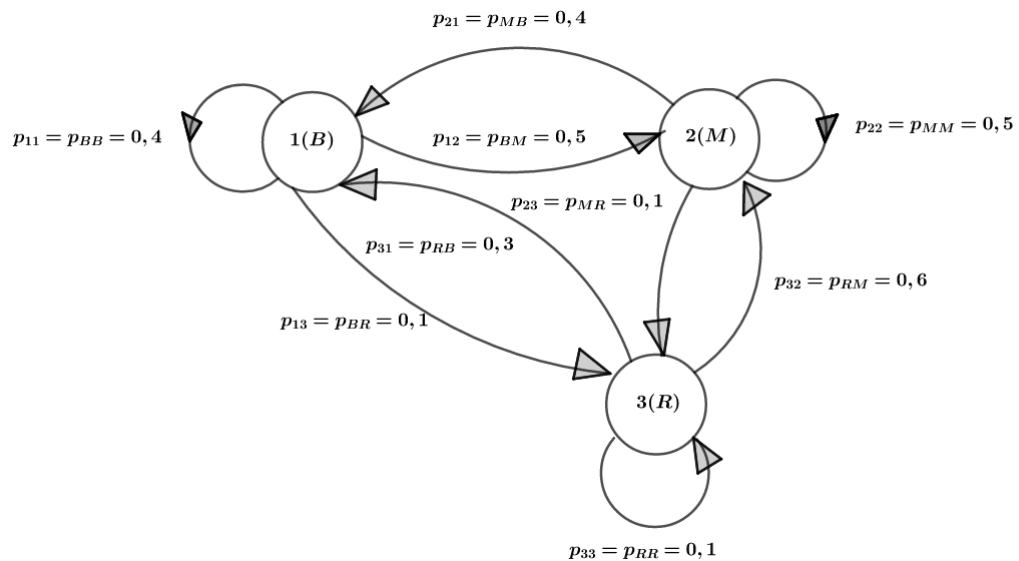 p₂₁ = p_MB = 0,4
p₁₁ = p_BB = 0,4
1(B)
p₁₂ = p_BM = 0,5
2(M)
p₂₂ = p_MM = 0,5
p₂₃ = p_MR = 0,1
p₃₁ = p_RB = 0,3
p₃₂ = p_RM = 0,6
p₁₃ = p_BR = 0,1
3(R)
p₃₃ = p_RR = 0,1